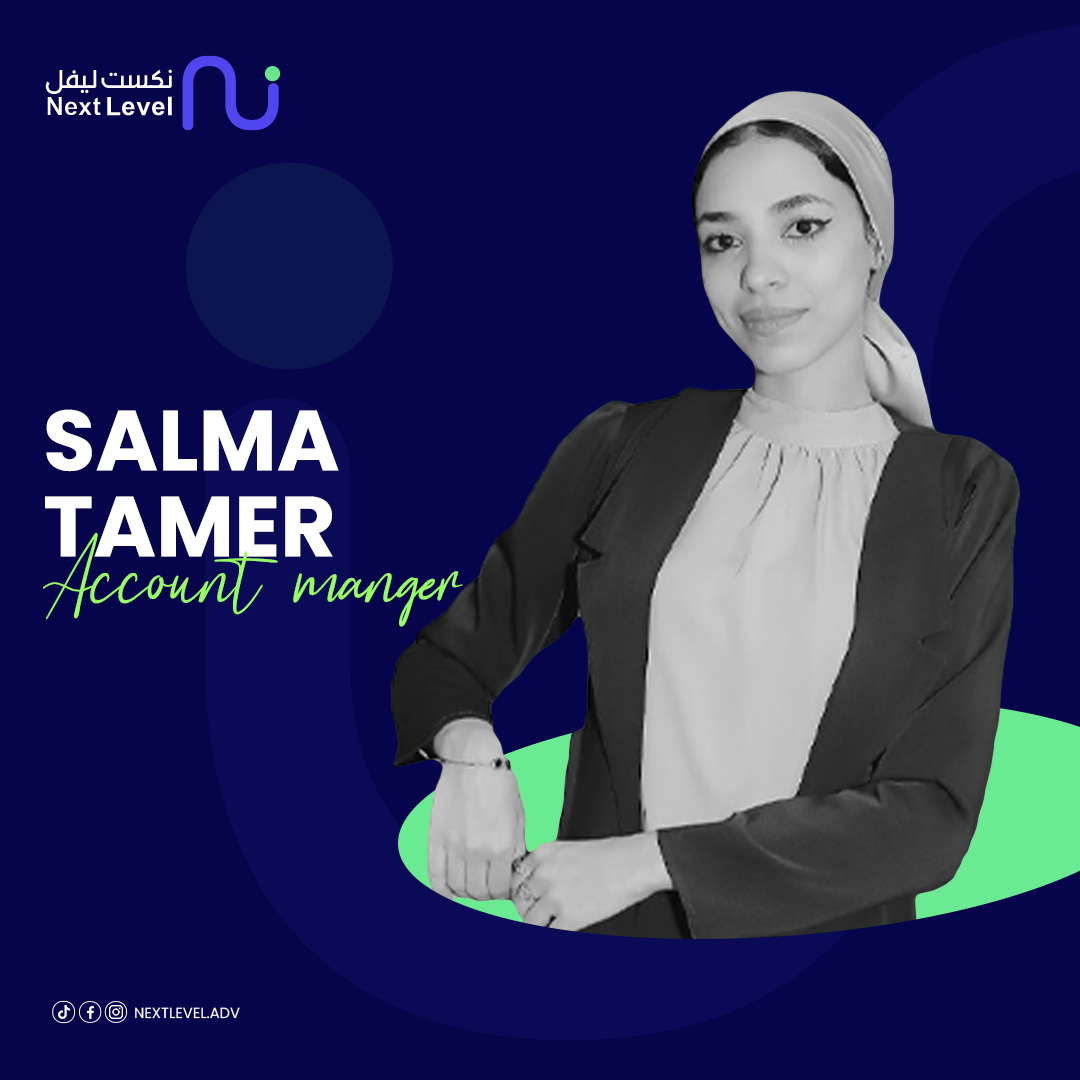 نكست ليفل
Next Level
SALMA
TAMER
Account manger
NEXTLEVEL.ADV